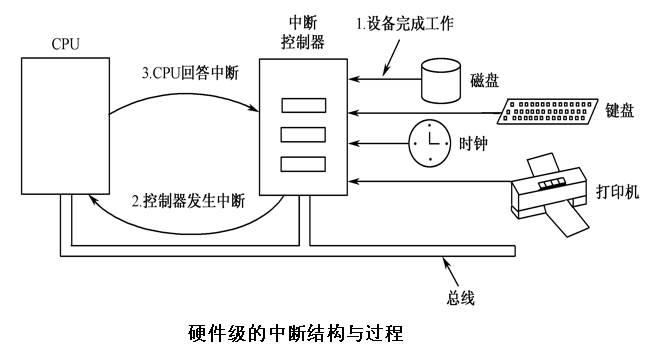 CPU
中断
控制器
1.设备完成工作
3.CPU回答中断
磁盘
键盘
时钟
2.控制器发生中断
打印机
总线
硬件级的中断结构与过程